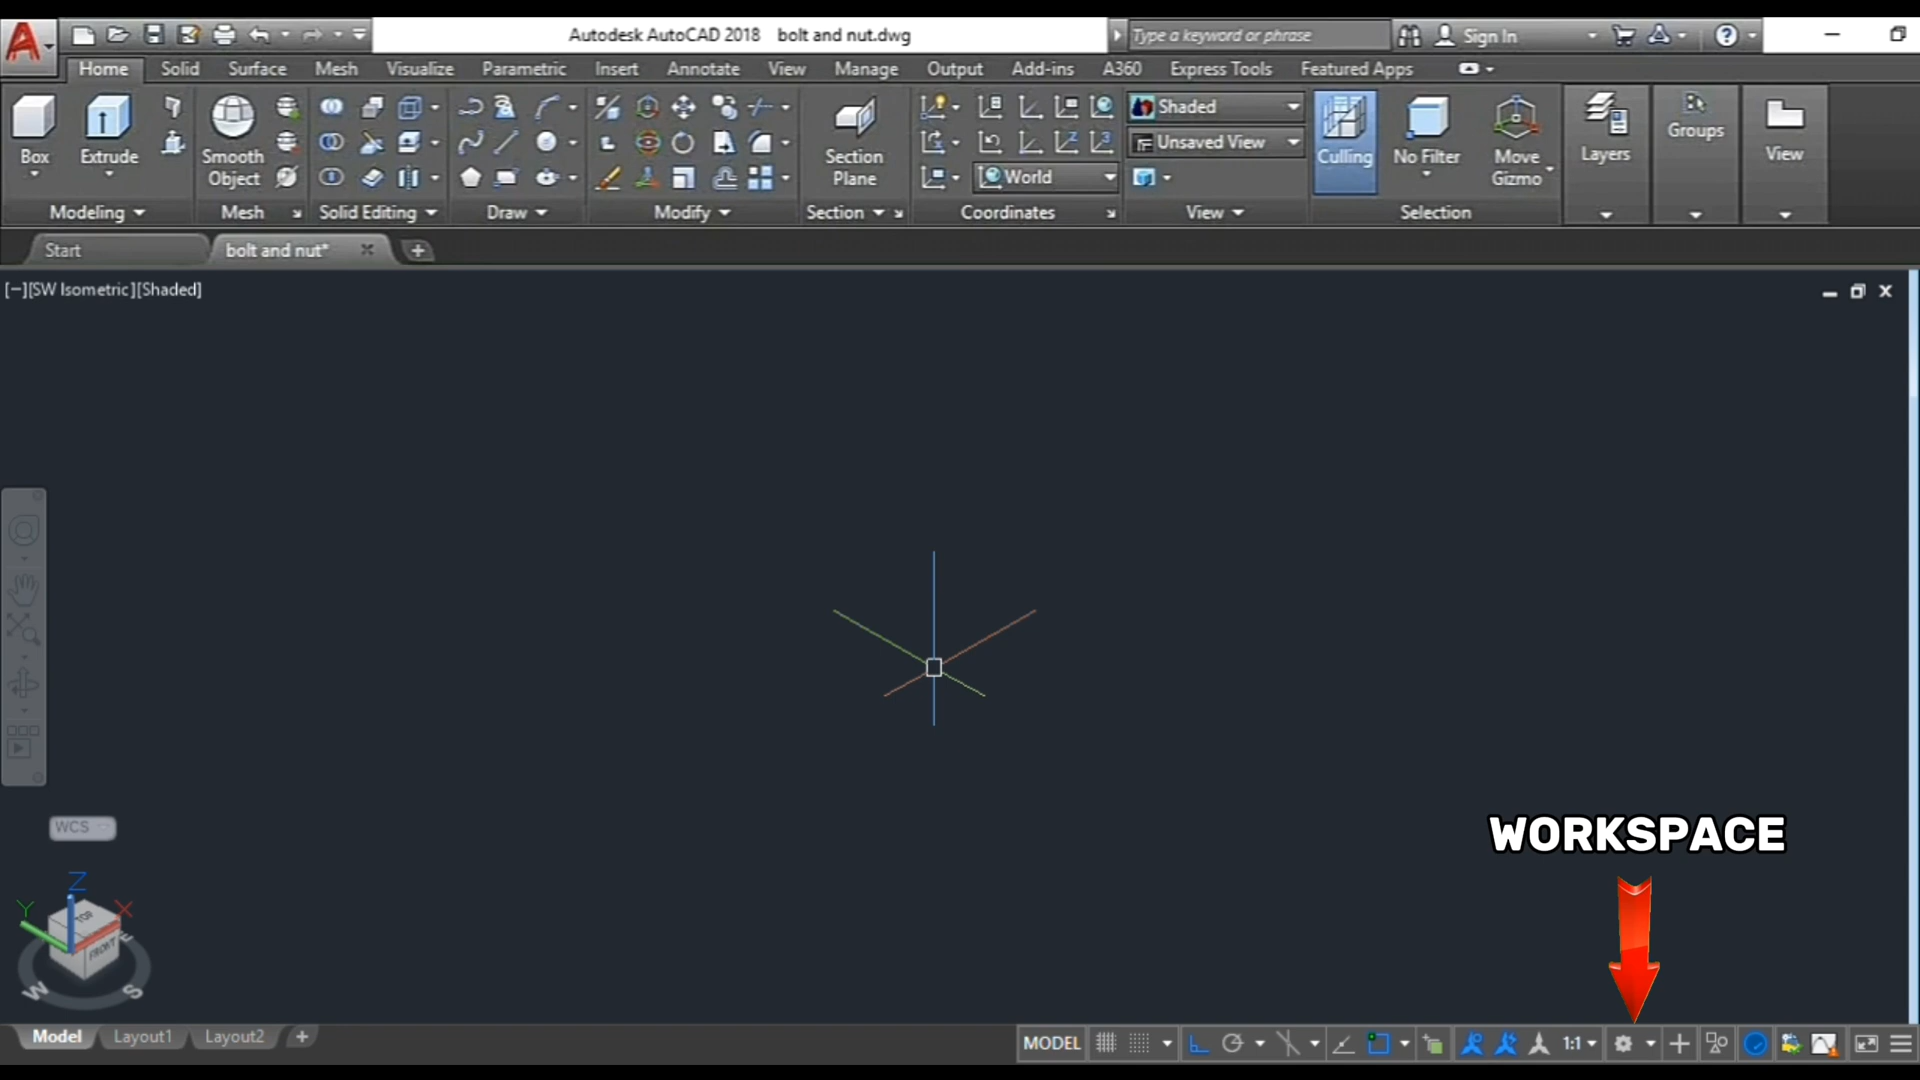 Autodesk AutoCAD 2018 bolt and nut.dwg
Type a keyword or phrase
Sign In
Home Solid Surface Mesh Visualize Parametric Insert Annotate View Manage Output Add-ins A360 Express Tools Featured Apps
Box
Extrude
Smooth
Object
Section
Plane
World
Shaded
Unsaved View
Culling
No Filter
Move
Gizmo
Layers
Groups
View
Modeling Mesh Solid Editing Draw Modify Section Coordinates View Selection
Start bolt and nut*
[−][SW Isometric][Shaded]
WCS
WORKSPACE
Z
Y
X
TOP
FRONT
E
W
S
Model Layout1 Layout2
MODEL 1:1